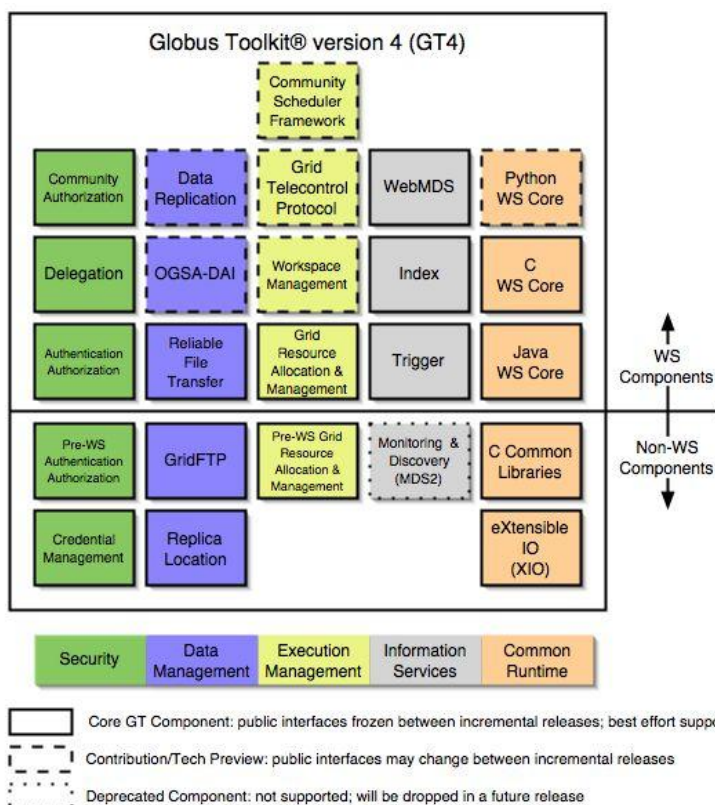 Globus Toolkit® version 4 (GT4)
Community
Scheduler
Framework
Community
Authorization
Data
Replication
Grid
Telecontrol
Protocol
WebMDS
Python
WS Core
Delegation
OGSA-DAI
Workspace
Management
Index
C
WS Core
Authentication
Authorization
Reliable
File
Transfer
Grid
Resource
Allocation &
Management
Trigger
Java
WS Core
WS
Components
Pre-WS
Authentication
Authorization
GridFTP
Pre-WS Grid
Resource
Allocation &
Management
Monitoring &
Discovery
(MDS2)
C Common
Libraries
Non-WS
Components
Credential
Management
Replica
Location
eXtensible
IO
(XIO)
Security
Data
Management
Execution
Management
Information
Services
Common
Runtime
Core GT Component: public interfaces frozen between incremental releases; best effort suppo
Contribution/Tech Preview: public interfaces may change between incremental releases
Deprecated Component: not supported; will be dropped in a future release